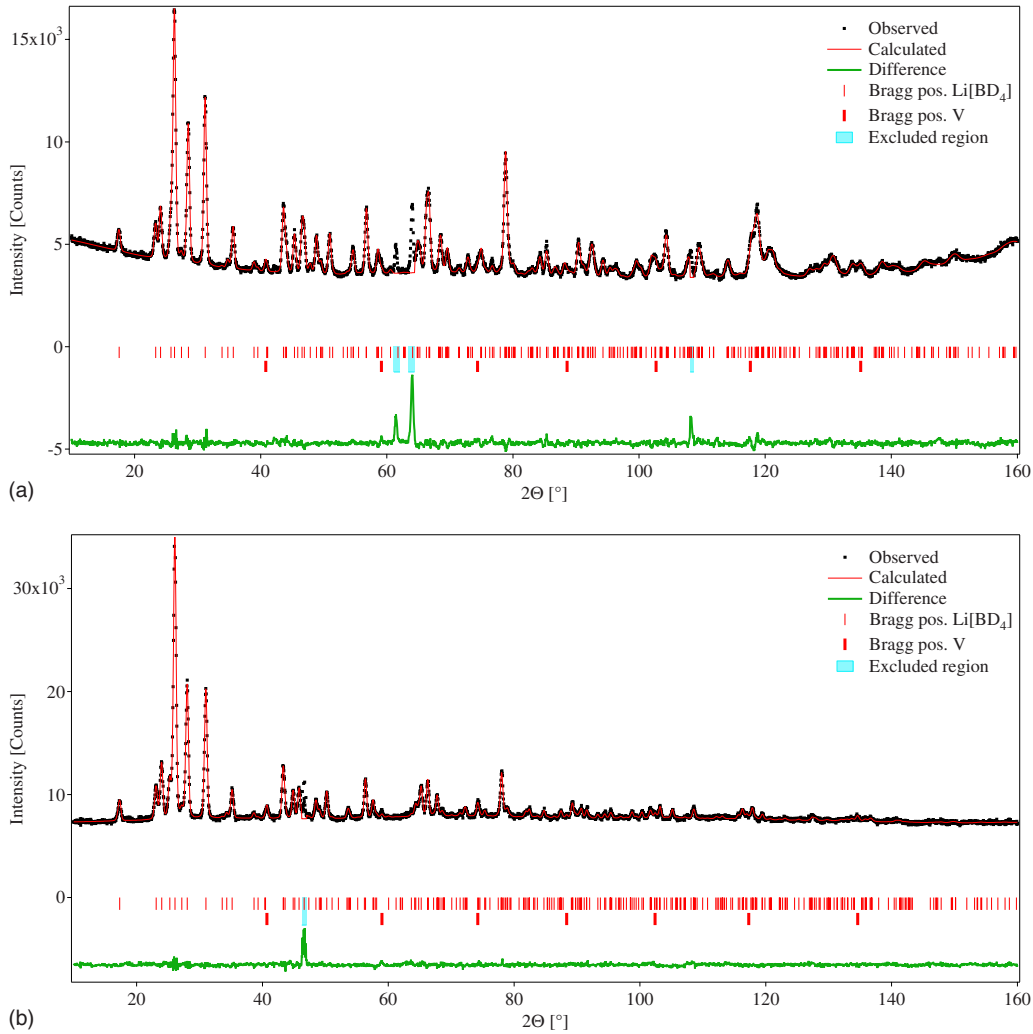 15x10³
10
5
0
-5
Intensity [Counts]
Observed
Calculated
Difference
Bragg pos. Li[BD₄]
Bragg pos. V
Excluded region
20 40 60 80 100 120 140 160
2Θ [°]
(a)
30x10³
20
10
0
Intensity [Counts]
Observed
Calculated
Difference
Bragg pos. Li[BD₄]
Bragg pos. V
Excluded region
20 40 60 80 100 120 140 160
2Θ [°]
(b)